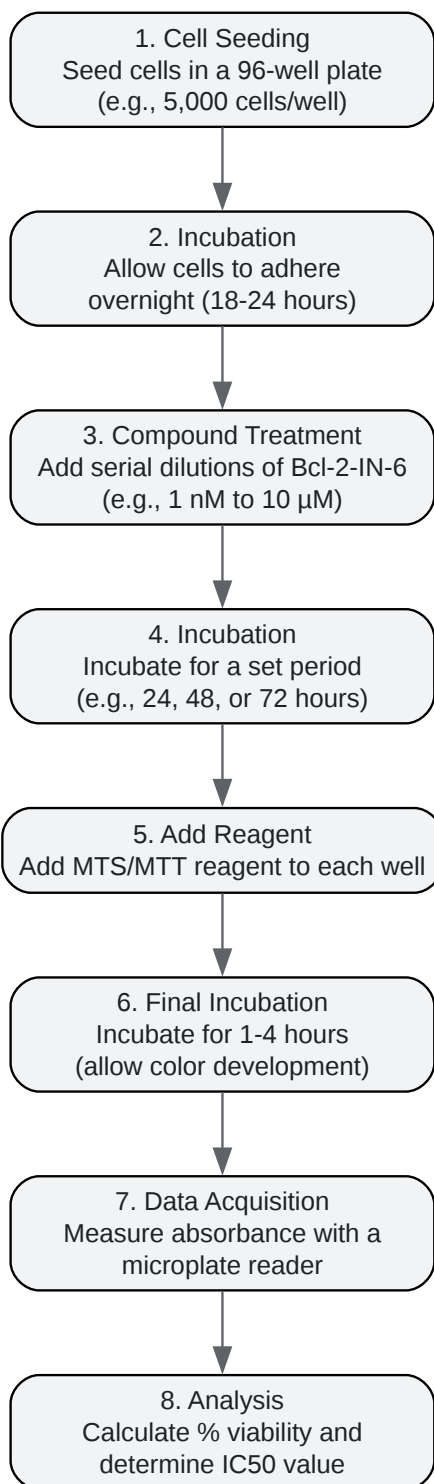 1. Cell Seeding
Seed cells in a 96-well plate
(e.g., 5,000 cells/well)
2. Incubation
Allow cells to adhere
overnight (18-24 hours)
3. Compound Treatment
Add serial dilutions of Bcl-2-IN-6
(e.g., 1 nM to 10 µM)
4. Incubation
Incubate for a set period
(e.g., 24, 48, or 72 hours)
5. Add Reagent
Add MTS/MTT reagent to each well
6. Final Incubation
Incubate for 1-4 hours
(allow color development)
7. Data Acquisition
Measure absorbance with a
microplate reader
8. Analysis
Calculate % viability and
determine IC50 value